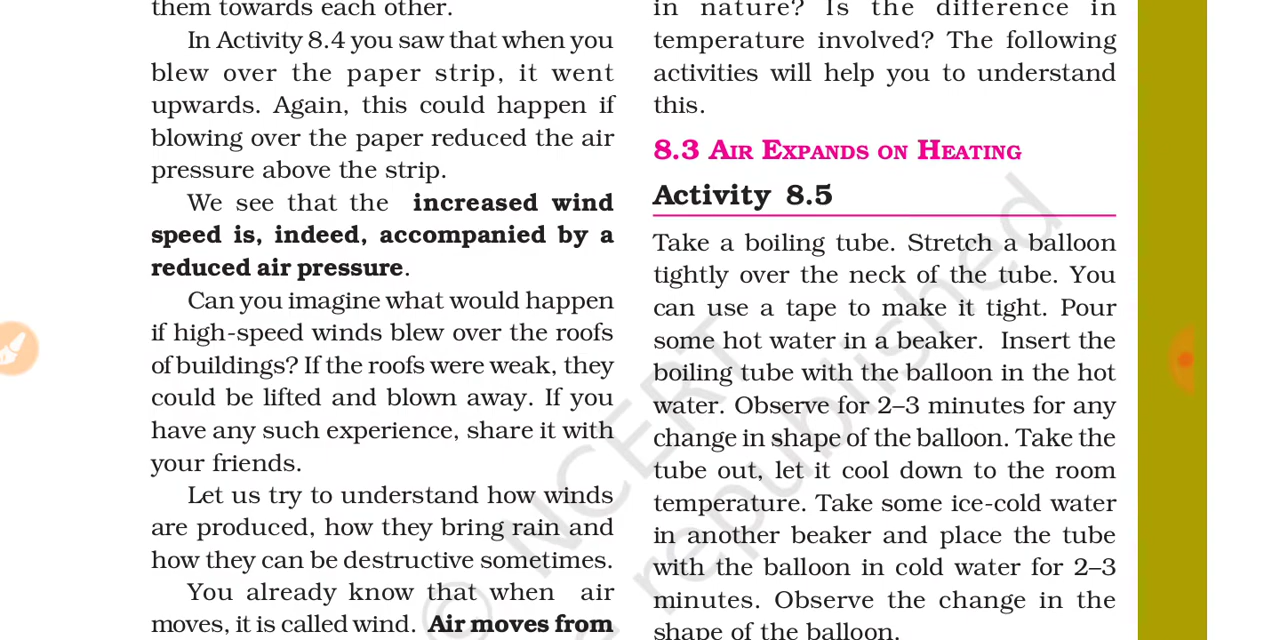 them towards each other.
In Activity 8.4 you saw that when you
blew over the paper strip, it went
upwards. Again, this could happen if
blowing over the paper reduced the air
pressure above the strip.
We see that the increased wind
speed is, indeed, accompanied by a
reduced air pressure.
Can you imagine what would happen
if high-speed winds blew over the roofs
of buildings? If the roofs were weak, they
could be lifted and blown away. If you
have any such experience, share it with
your friends.
Let us try to understand how winds
are produced, how they bring rain and
how they can be destructive sometimes.
You already know that when air
moves, it is called wind. Air moves from
in nature? Is the difference in
temperature involved? The following
activities will help you to understand
this.
8.3 AIR EXPANDS ON HEATING
Activity 8.5
Take a boiling tube. Stretch a balloon
tightly over the neck of the tube. You
can use a tape to make it tight. Pour
some hot water in a beaker. Insert the
boiling tube with the balloon in the hot
water. Observe for 2–3 minutes for any
change in shape of the balloon. Take the
tube out, let it cool down to the room
temperature. Take some ice-cold water
in another beaker and place the tube
with the balloon in cold water for 2–3
minutes. Observe the change in the
shape of the balloon.
© NCERT
republished